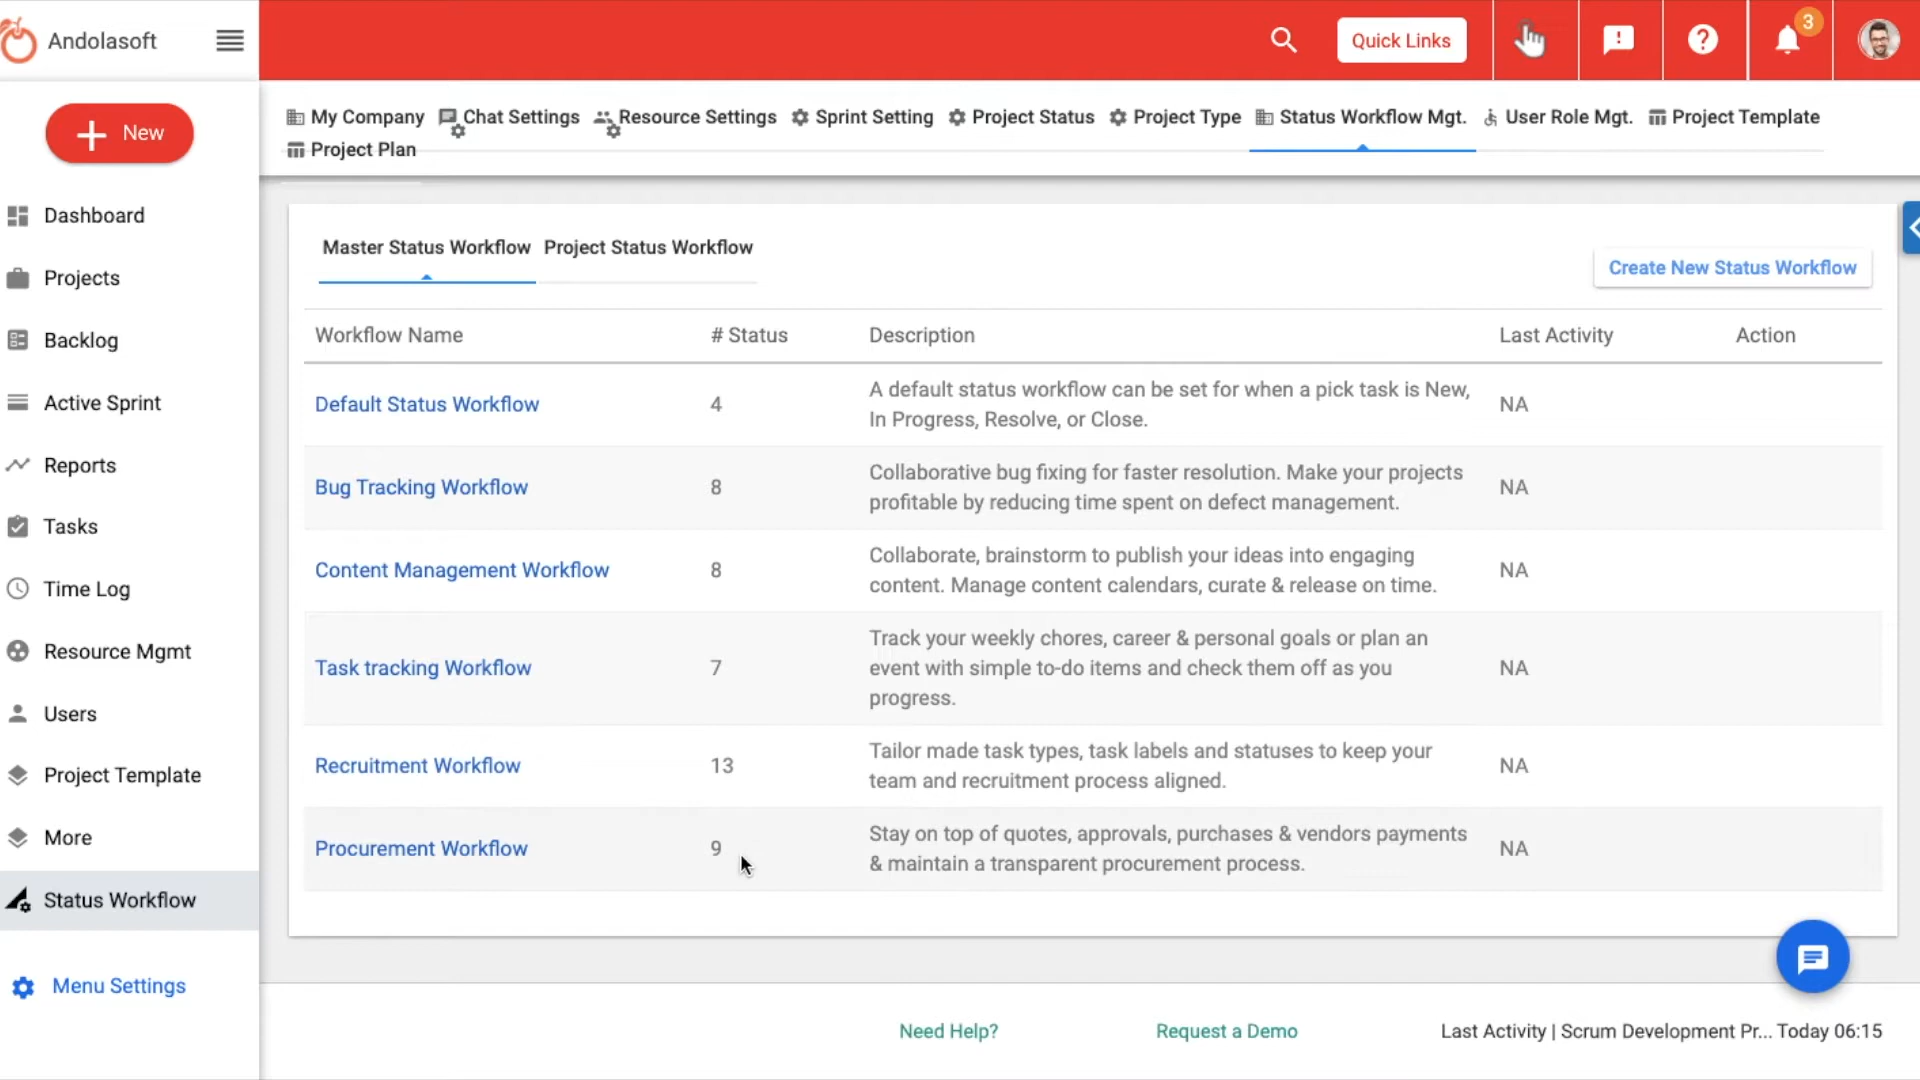 Andolasoft
Quick Links
3
New
My Company Chat Settings Resource Settings Sprint Setting Project Status Project Type Status Workflow Mgt. User Role Mgt. Project Template
Project Plan
Dashboard
Projects
Backlog
Active Sprint
Reports
Tasks
Time Log
Resource Mgmt
Users
Project Template
More
Status Workflow
Menu Settings
Master Status Workflow Project Status Workflow
Create New Status Workflow
Workflow Name # Status Description Last Activity Action
Default Status Workflow 4 A default status workflow can be set for when a pick task is New, NA
In Progress, Resolve, or Close.
Bug Tracking Workflow 8 Collaborative bug fixing for faster resolution. Make your projects NA
profitable by reducing time spent on defect management.
Content Management Workflow 8 Collaborate, brainstorm to publish your ideas into engaging NA
content. Manage content calendars, curate & release on time.
Track your weekly chores, career & personal goals or plan an
Task tracking Workflow 7 event with simple to-do items and check them off as you NA
progress.
Recruitment Workflow 13 Tailor made task types, task labels and statuses to keep your NA
team and recruitment process aligned.
Procurement Workflow 9 Stay on top of quotes, approvals, purchases & vendors payments NA
& maintain a transparent procurement process.
Need Help? Request a Demo Last Activity | Scrum Development Pr... Today 06:15